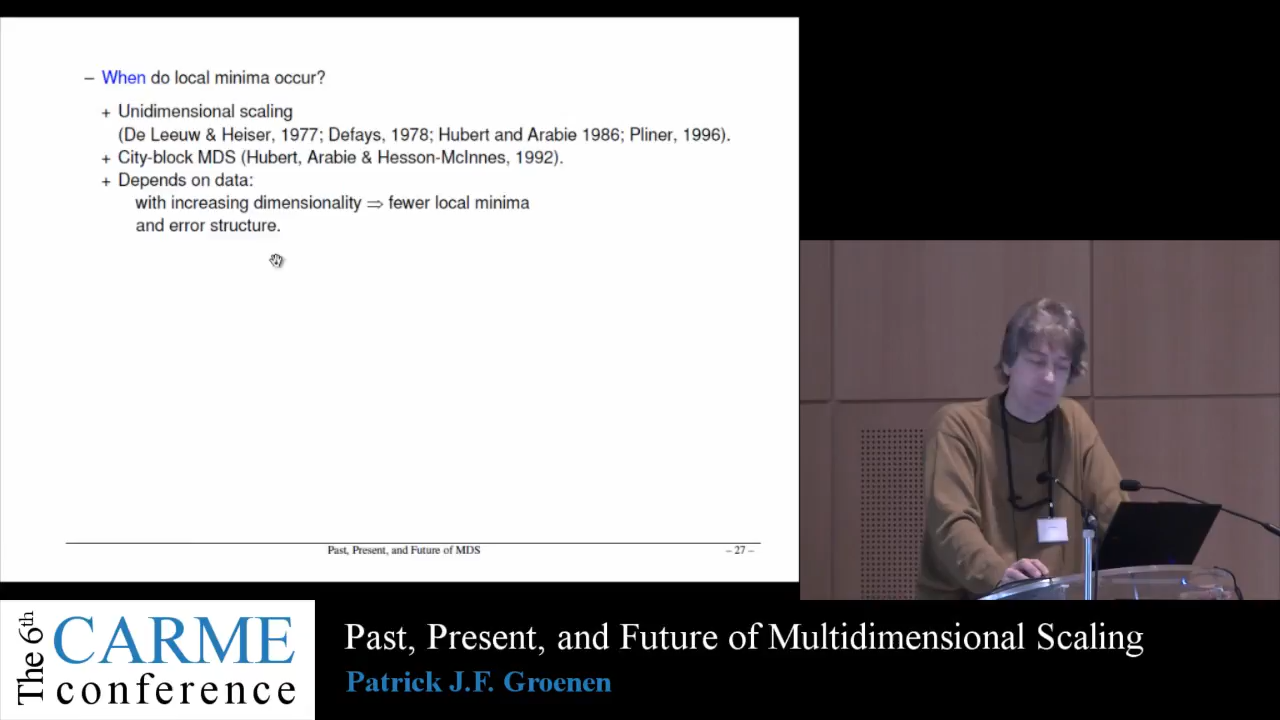 – When do local minima occur?
+ Unidimensional scaling
(De Leeuw & Heiser, 1977; Defays, 1978; Hubert and Arabie 1986; Pliner, 1996).
+ City-block MDS (Hubert, Arabie & Hesson-McInnes, 1992).
+ Depends on data:
with increasing dimensionality ⇒ fewer local minima
and error structure.
Past, Present, and Future of MDS
– 27 –
The 6th
CARME
conference
Past, Present, and Future of Multidimensional Scaling
Patrick J.F. Groenen